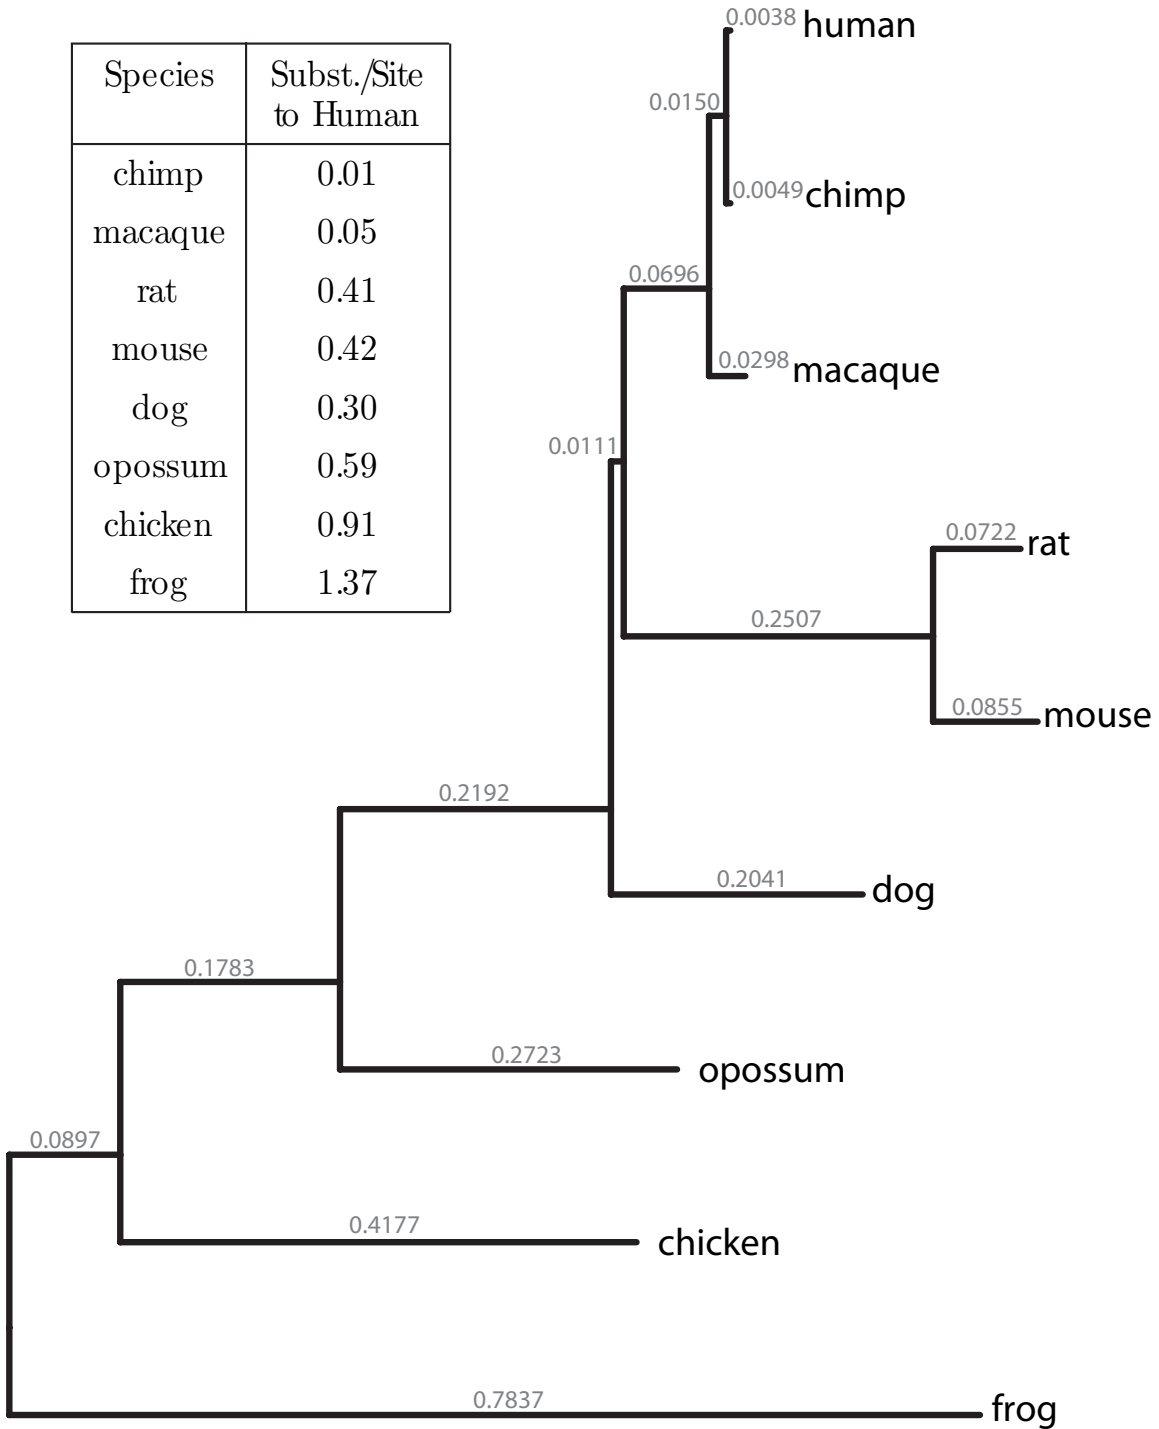 Species Subst./Site
to Human
chimp 0.01
macaque 0.05
rat 0.41
mouse 0.42
dog 0.30
opossum 0.59
chicken 0.91
frog 1.37
0.0038 human
0.0150
0.0049 chimp
0.0696
0.0298 macaque
0.0111
0.0722 rat
0.2507
0.0855 mouse
0.2192
0.2041 dog
0.1783
0.2723 opossum
0.0897
0.4177 chicken
0.7837 frog